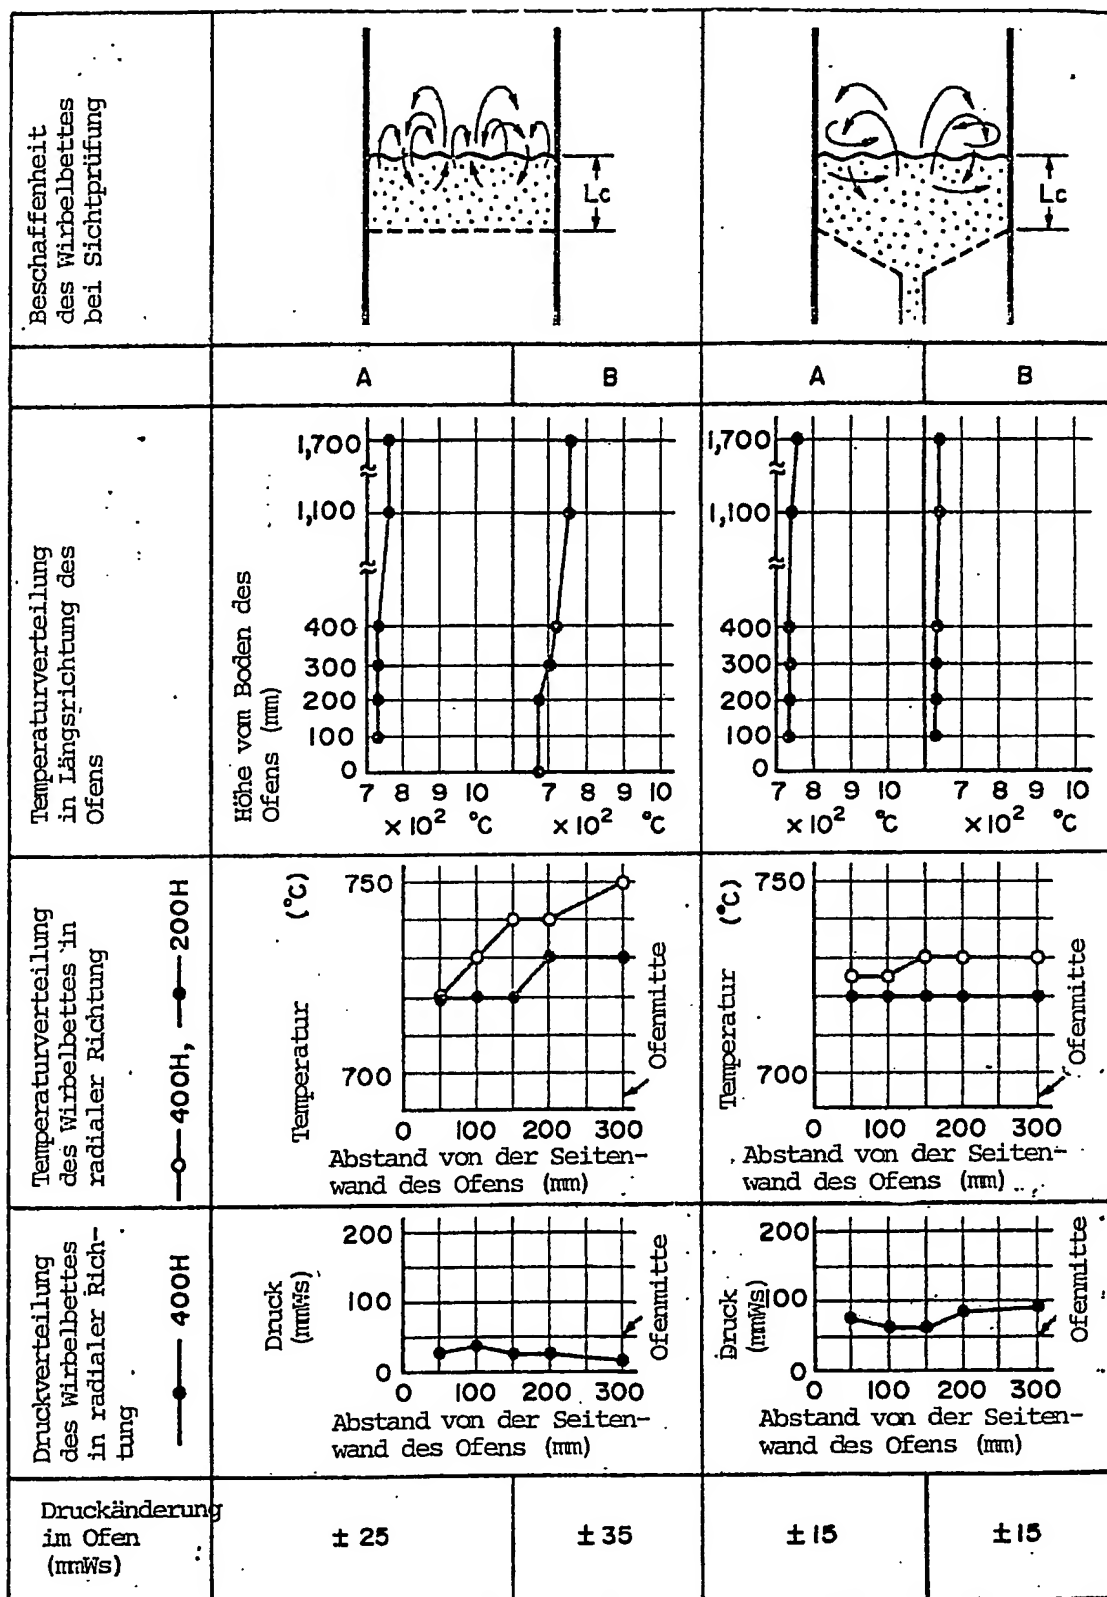 Beschaffenheit
des Wirbelbettes
bei Sichtprüfung
Lc
Lc
A
B
A
B
Temperaturverteilung
in Längsrichtung des
Ofens
Höhe vom Boden des
Ofens (mm)
1,700
1,100
400
300
200
100
0
7 8 9 10
×10² °C
7 8 9 10
×10² °C
1,700
1,100
400
300
200
100
0
7 8 9 10
×10² °C
7 8 9 10
×10² °C
Temperaturverteilung
des Wirbelbettes in
radialer Richtung
400H, 200H
Temperatur (°C)
750
700
0 100 200 300
Ofenmitte
Abstand von der Seiten-
wand des Ofens (mm)
Temperatur (°C)
750
700
0 100 200 300
Ofenmitte
Abstand von der Seiten-
wand des Ofens (mm)
Druckverteilung
des Wirbelbettes
in radialer Rich-
tung
400H
Druck
(mmWs)
200
100
0
0 100 200 300
Ofenmitte
Abstand von der Seiten-
wand des Ofens (mm)
Druck
(mmWs)
200
100
0
0 100 200 300
Ofenmitte
Abstand von der Seiten-
wand des Ofens (mm)
Druckänderung
im Ofen
(mmWs)
± 25
± 35
± 15
± 15